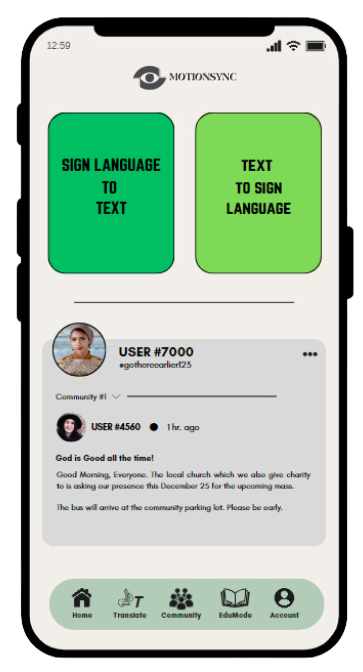 12:59
MOTIONSYNC
SIGN LANGUAGE
TO
TEXT
TEXT
TO SIGN
LANGUAGE
USER #7000
#gothereearlier123
Community #1
USER #4560 ● 1 hr. ago
God is Good all the time!
Good Morning, Everyone. The local church which we also give charity
to is asking our presence this December 25 for the upcoming mass.
The bus will arrive at the community parking lot. Please be early.
T
Home Translate Community EduMode Account